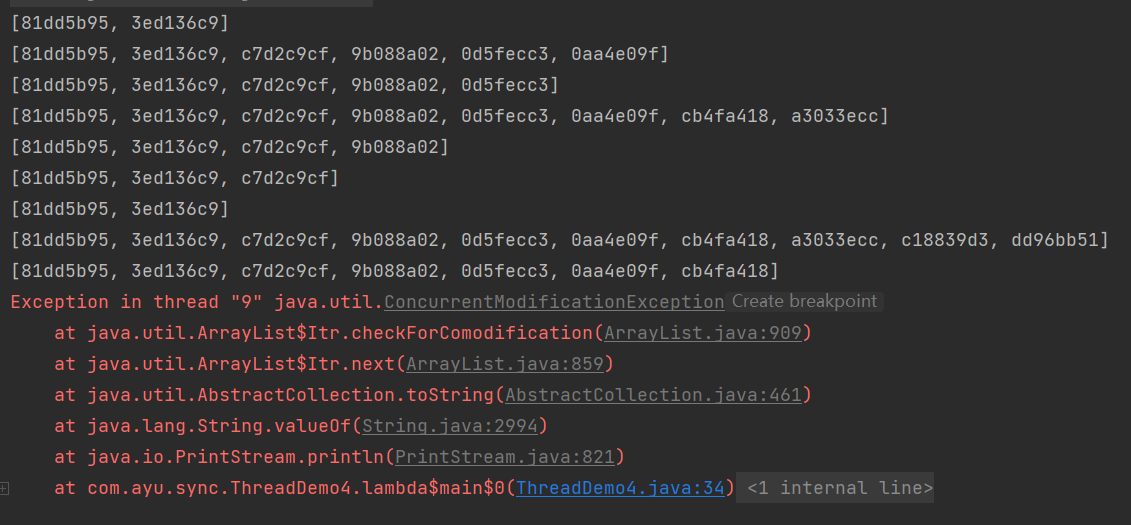 [81dd5b95, 3ed136c9]
[81dd5b95, 3ed136c9, c7d2c9cf, 9b088a02, 0d5fecc3, 0aa4e09f]
[81dd5b95, 3ed136c9, c7d2c9cf, 9b088a02, 0d5fecc3]
[81dd5b95, 3ed136c9, c7d2c9cf, 9b088a02, 0d5fecc3, 0aa4e09f, cb4fa418, a3033ecc]
[81dd5b95, 3ed136c9, c7d2c9cf, 9b088a02]
[81dd5b95, 3ed136c9, c7d2c9cf]
[81dd5b95, 3ed136c9]
[81dd5b95, 3ed136c9, c7d2c9cf, 9b088a02, 0d5fecc3, 0aa4e09f, cb4fa418, a3033ecc, c18839d3, dd96bb51]
[81dd5b95, 3ed136c9, c7d2c9cf, 9b088a02, 0d5fecc3, 0aa4e09f, cb4fa418]
Exception in thread "9" java.util.ConcurrentModificationException Create breakpoint
at java.util.ArrayList$Itr.checkForComodification(ArrayList.java:909)
at java.util.ArrayList$Itr.next(ArrayList.java:859)
at java.util.AbstractCollection.toString(AbstractCollection.java:461)
at java.lang.String.valueOf(String.java:2994)
at java.io.PrintStream.println(PrintStream.java:821)
at com.ayu.sync.ThreadDemo4.lambda$main$0(ThreadDemo4.java:34) <1 internal line>